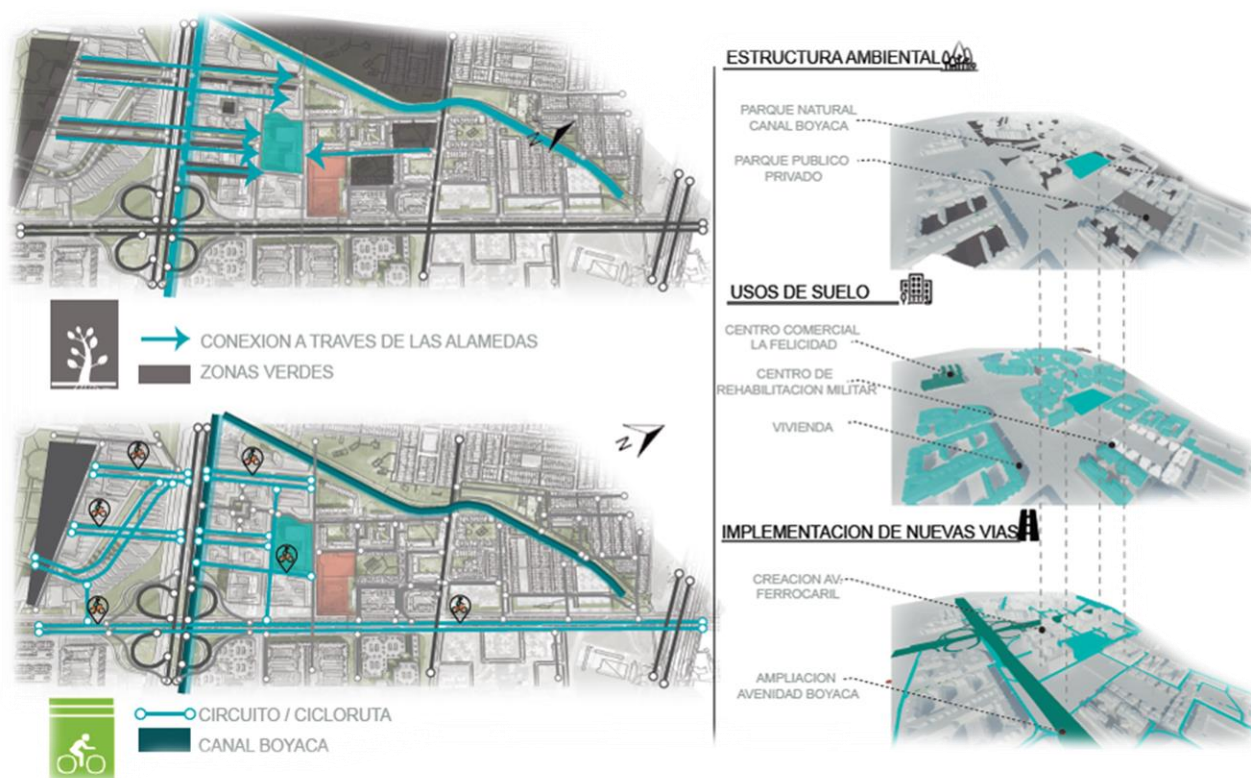 N
CONEXION A TRAVES DE LAS ALAMEDAS
ZONAS VERDES
N
CIRCUITO / CICLORUTA
CANAL BOYACA
ESTRUCTURA AMBIENTAL
PARQUE NATURAL
CANAL BOYACA
PARQUE PUBLICO
PRIVADO
USOS DE SUELO
CENTRO COMERCIAL
LA FELICIDAD
CENTRO DE
REHABILITACION MILITAR
VIVIENDA
IMPLEMENTACION DE NUEVAS VIAS
CREACION AV:
FERROCARIL
AMPLIACION
AVENIDAD BOYACA